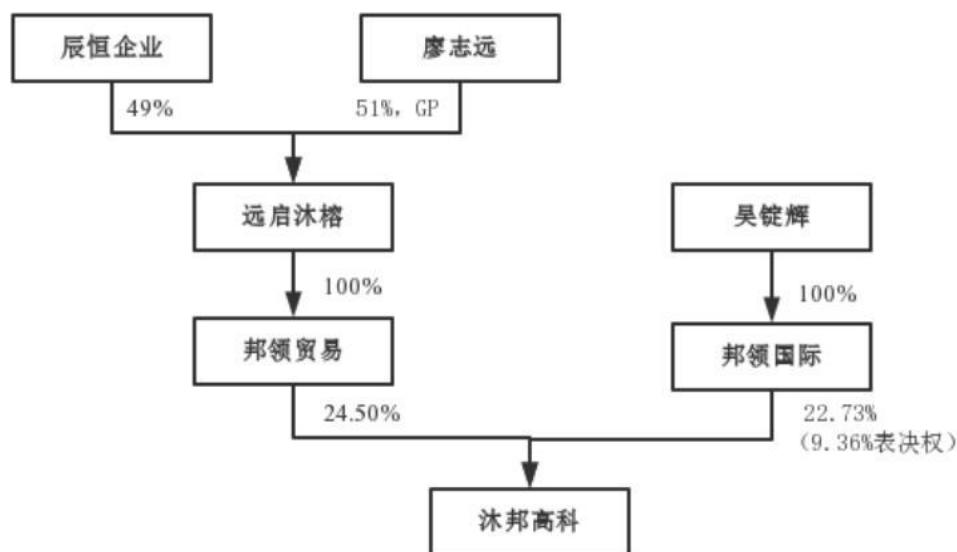 辰恒企业
廖志远
49%
51%, GP
远启沐榕
吴锭辉
100%
100%
邦领贸易
邦领国际
24.50%
22.73%
（9.36%表决权）
沐邦高科